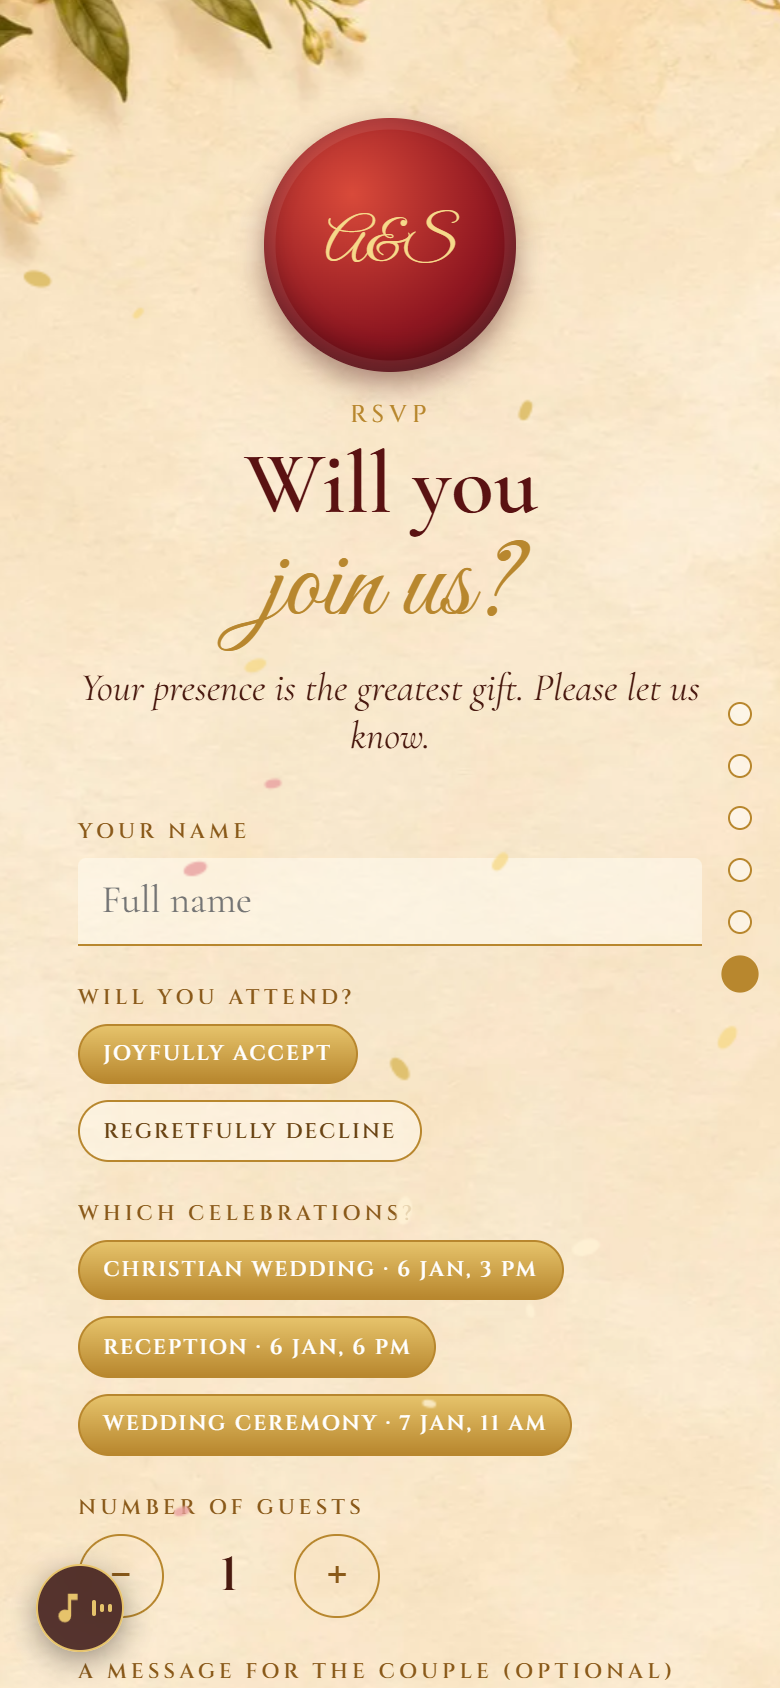 A&S
RSVP
Will you
join us?
Your presence is the greatest gift. Please let us
know.
YOUR NAME
Full name
WILL YOU ATTEND?
JOYFULLY ACCEPT
REGRETFULLY DECLINE
WHICH CELEBRATIONS?
CHRISTIAN WEDDING · 6 JAN, 3 PM
RECEPTION · 6 JAN, 6 PM
WEDDING CEREMONY · 7 JAN, 11 AM
NUMBER OF GUESTS
− 1 +
A MESSAGE FOR THE COUPLE (OPTIONAL)